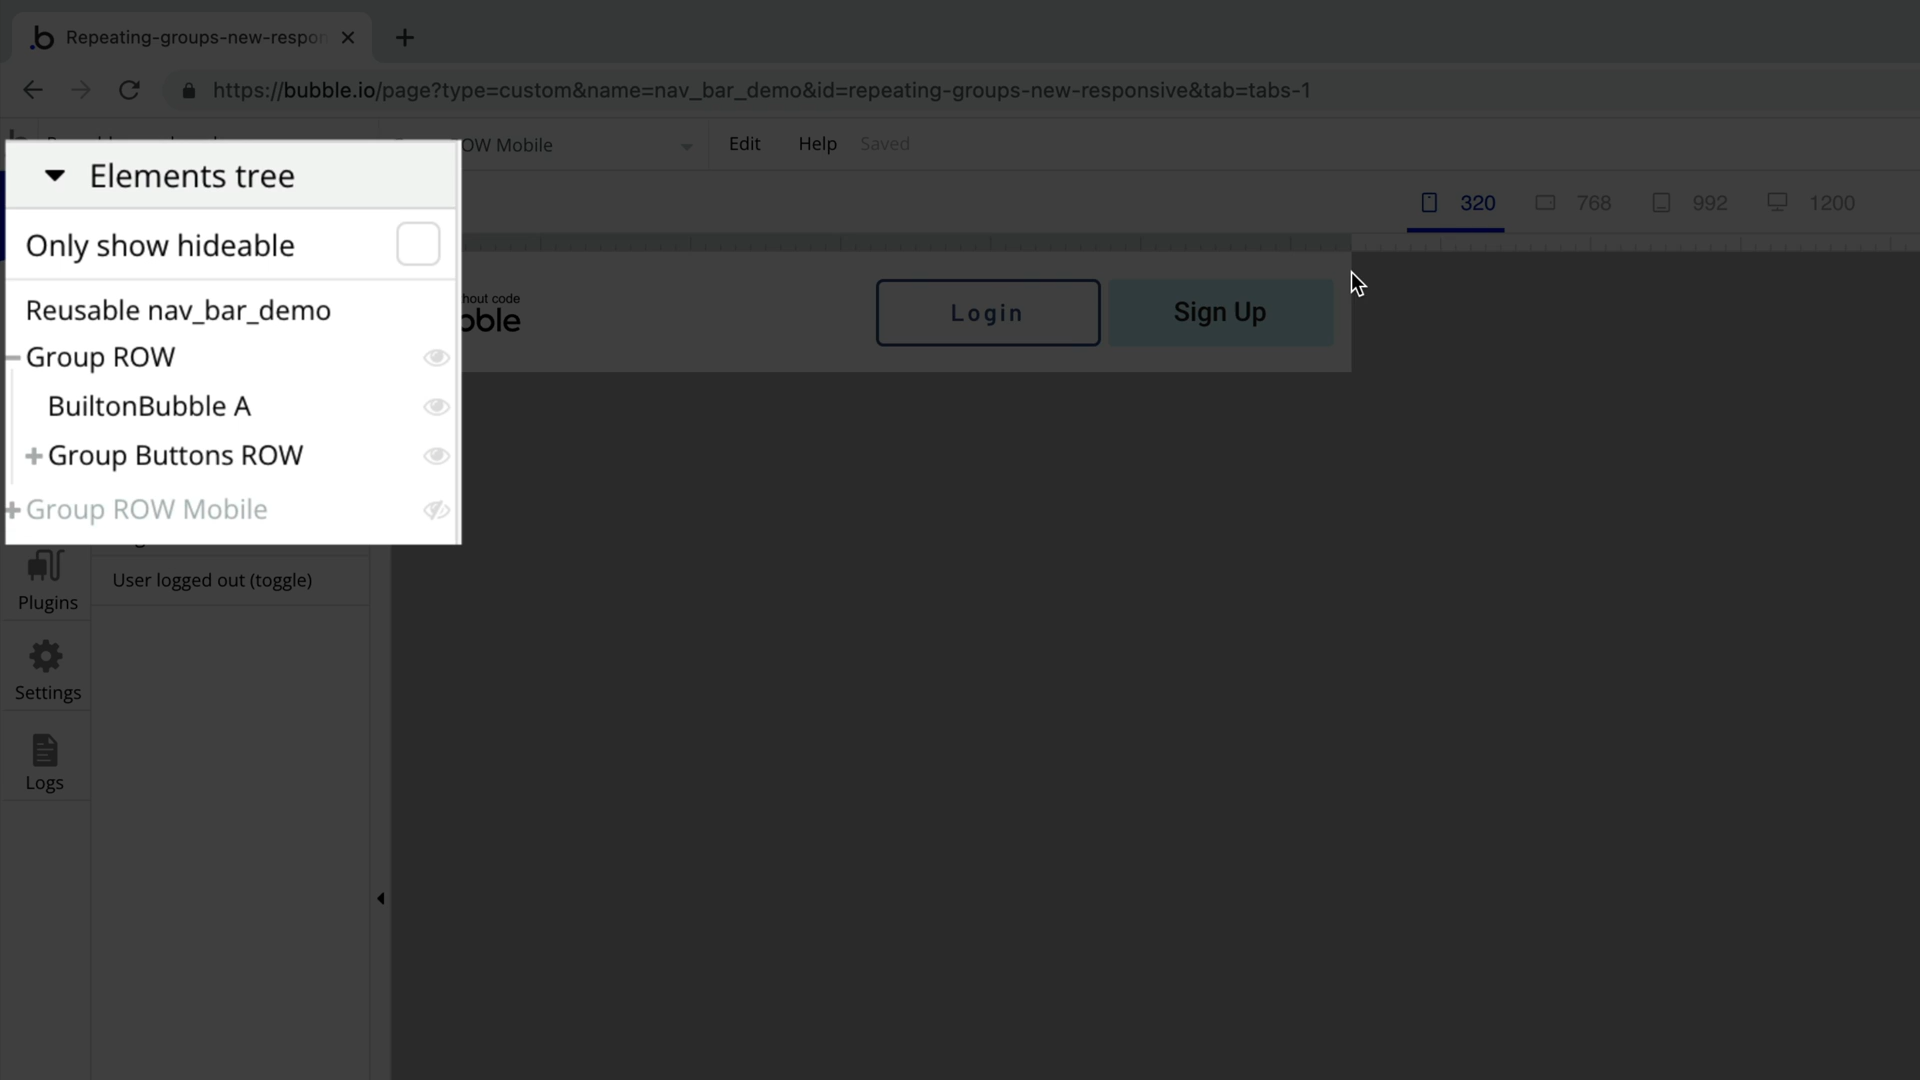 Repeating-groups-new-respon
https://bubble.io/page?type=custom&name=nav_bar_demo&id=repeating-groups-new-responsive&tab=tabs-1
OW Mobile
Edit
Help
Saved
Elements tree
320
768
992
1200
Only show hideable
hout code
bble
Login
Sign Up
Reusable nav_bar_demo
Group ROW
BuiltonBubble A
Group Buttons ROW
Group ROW Mobile
User logged out (toggle)
Plugins
Settings
Logs